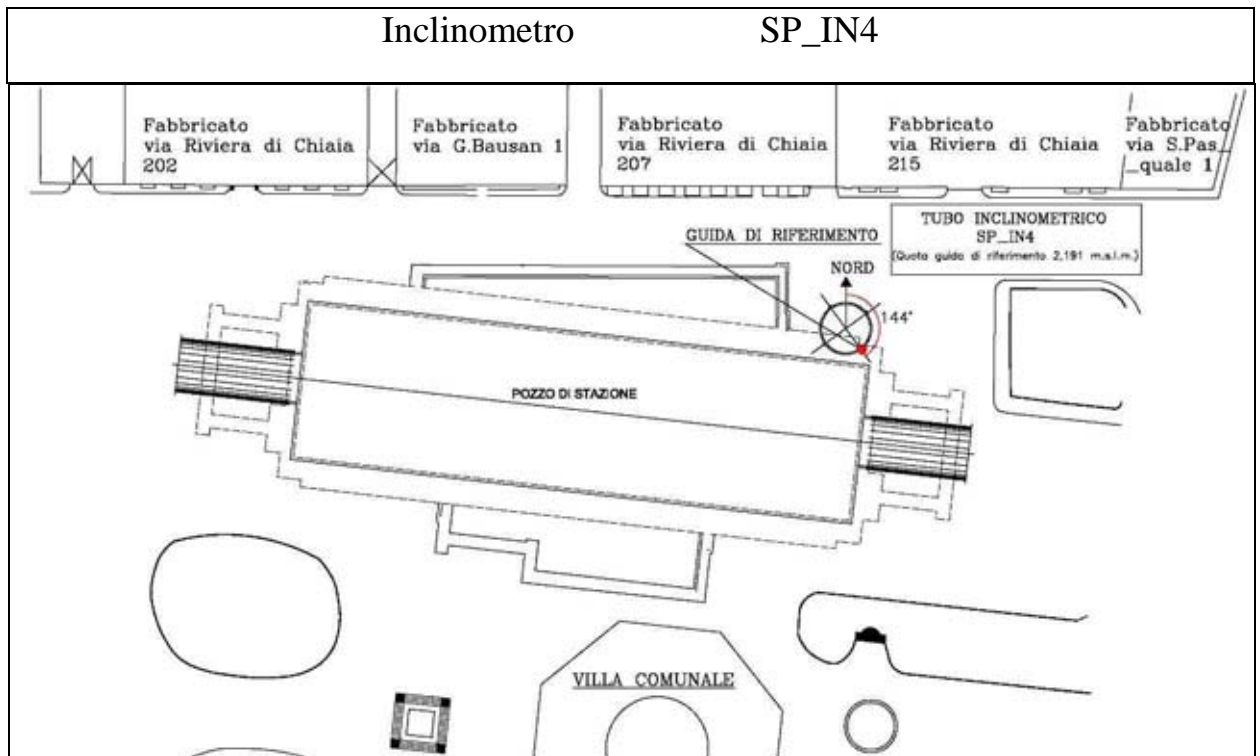 Inclinometro SP_IN4
Fabbricato
via Riviera di Chiaia
202
Fabbricato
via G.Bausan 1
Fabbricato
via Riviera di Chiaia
207
Fabbricato
via Riviera di Chiaia
215
Fabbricato
via S.Pas_
_quale 1
TUBO INCLINOMETRICO
SP_IN4
(Quota guida di riferimento 2,191 m.s.l.m.)
GUIDA DI RIFERIMENTO
NORD
144°
POZZO DI STAZIONE
VILLA COMUNALE